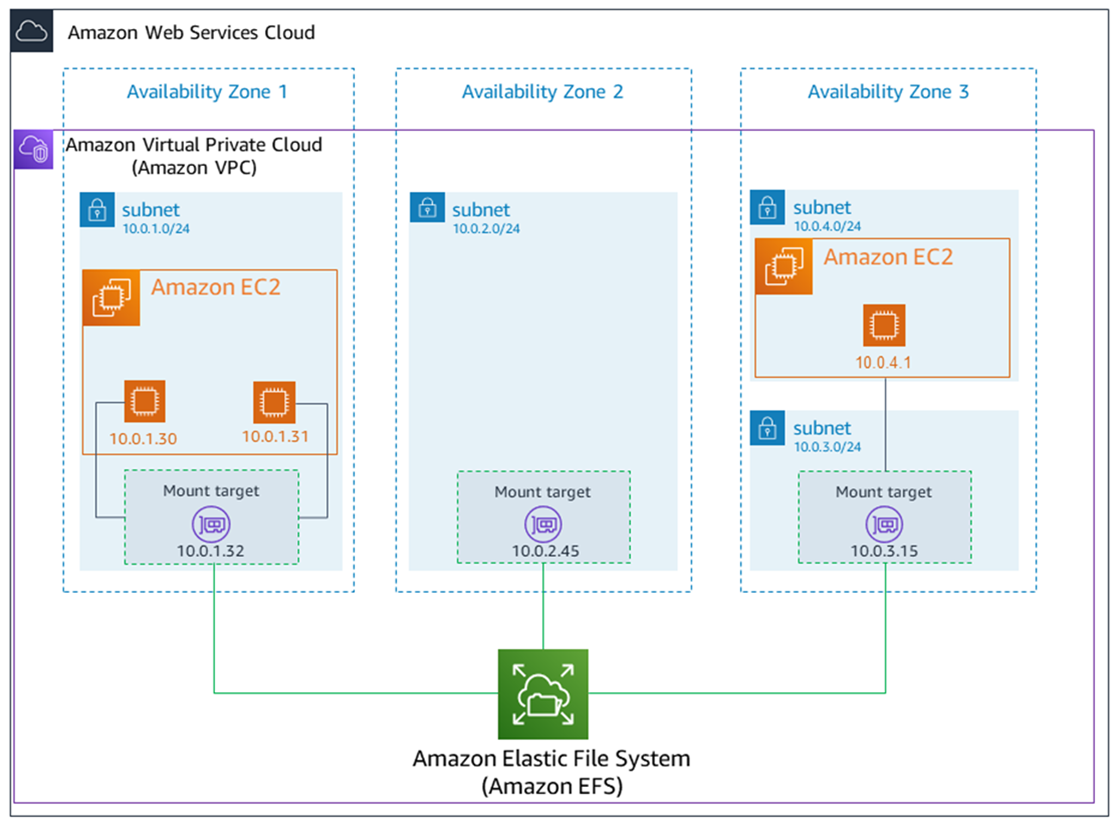 Amazon Web Services Cloud
Availability Zone 1
Availability Zone 2
Availability Zone 3
Amazon Virtual Private Cloud
(Amazon VPC)
subnet
10.0.1.0/24
Amazon EC2
10.0.1.30
10.0.1.31
Mount target
10.0.1.32
subnet
10.0.2.0/24
Mount target
10.0.2.45
subnet
10.0.4.0/24
Amazon EC2
10.0.4.1
subnet
10.0.3.0/24
Mount target
10.0.3.15
Amazon Elastic File System
(Amazon EFS)